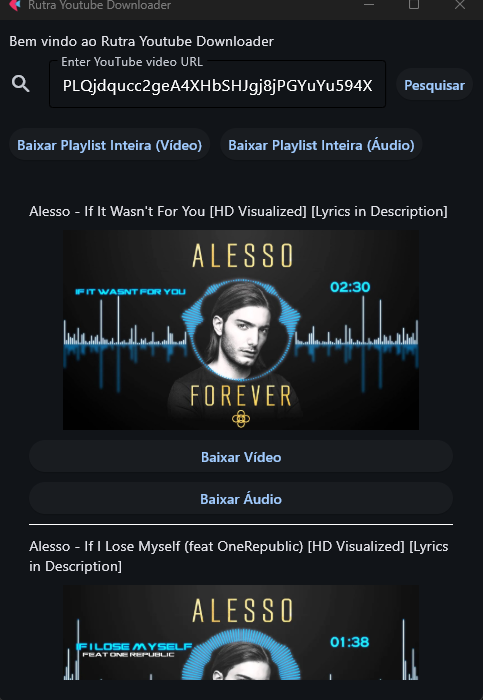 Rutra Youtube Downloader
Bem vindo ao Rutra Youtube Downloader
Enter YouTube video URL
PLQjdqucc2geA4XHbSHJgj8jPGYuYu594X
Pesquisar
Baixar Playlist Inteira (Vídeo)
Baixar Playlist Inteira (Áudio)
Alesso - If It Wasn't For You [HD Visualized] [Lyrics in Description]
ALESSO
IF IT WASNT FOR YOU
02:30
FOREVER
Baixar Vídeo
Baixar Áudio
Alesso - If I Lose Myself (feat OneRepublic) [HD Visualized] [Lyrics
in Description]
ALESSO
IF I LOSE MYSELF
FEAT ONE REPUBLIC
01:38